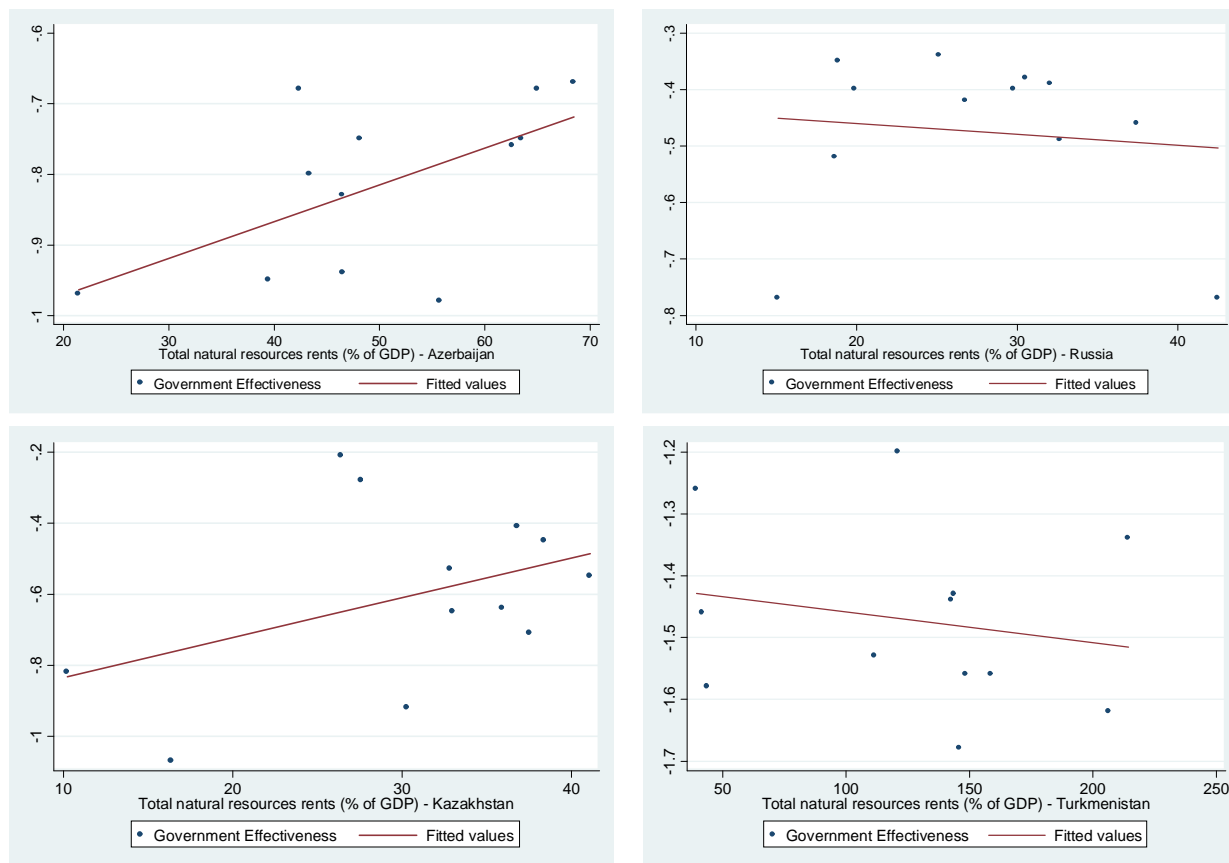 -.6
-.7
-.8
-.9
-1
20 30 40 50 60 70
Total natural resources rents (% of GDP) - Azerbaijan
Government Effectiveness Fitted values
-.3
-.4
-.5
-.6
-.7
-.8
10 20 30 40
Total natural resources rents (% of GDP) - Russia
Government Effectiveness Fitted values
-.2
-.4
-.6
-.8
-1
10 20 30 40
Total natural resources rents (% of GDP) - Kazakhstan
Government Effectiveness Fitted values
-1.2
-1.3
-1.4
-1.5
-1.6
-1.7
50 100 150 200 250
Total natural resources rents (% of GDP) - Turkmenistan
Government Effectiveness Fitted values